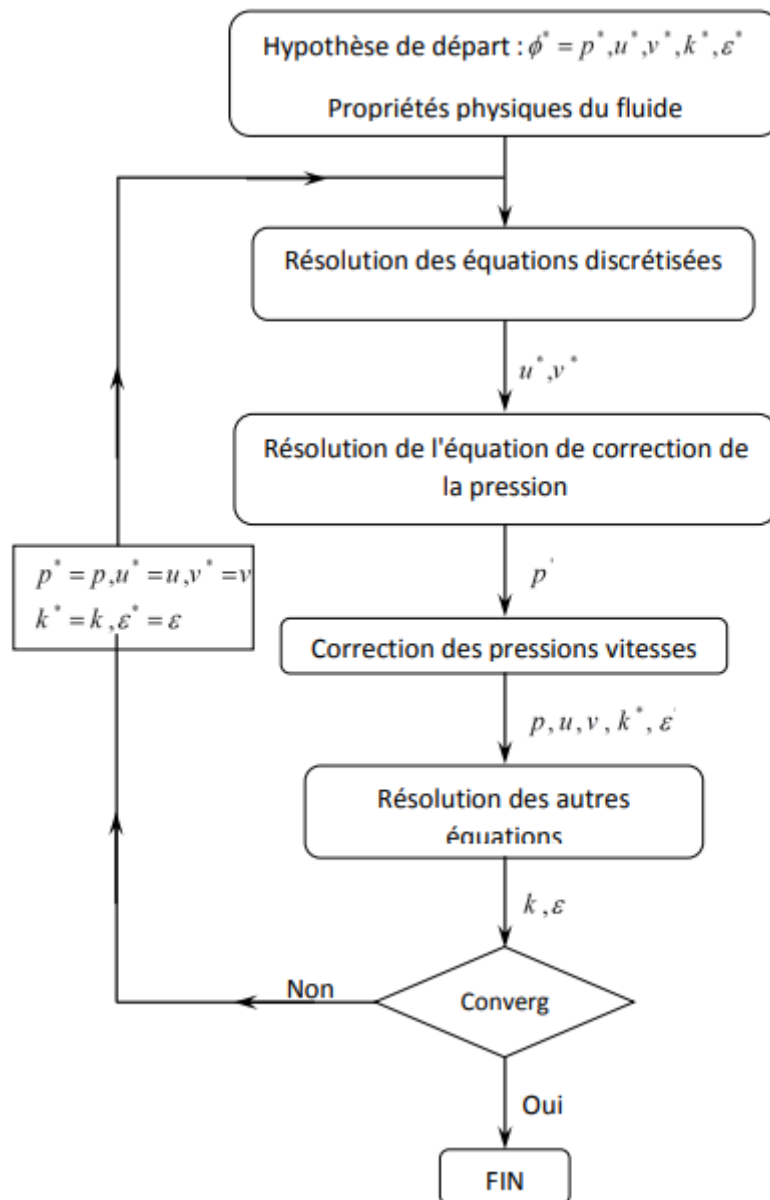 Hypothèse de départ : ϕ* = p*,u*,v*,k*,ε*
Propriétés physiques du fluide
Résolution des équations discrétisées
u*,v*
Résolution de l'équation de correction de
la pression
p'
p* = p,u* = u,v* = v
k* = k,ε* = ε
Correction des pressions vitesses
p,u,v,k*,ε'
Résolution des autres
équations
k,ε
Non
Converg
Oui
FIN